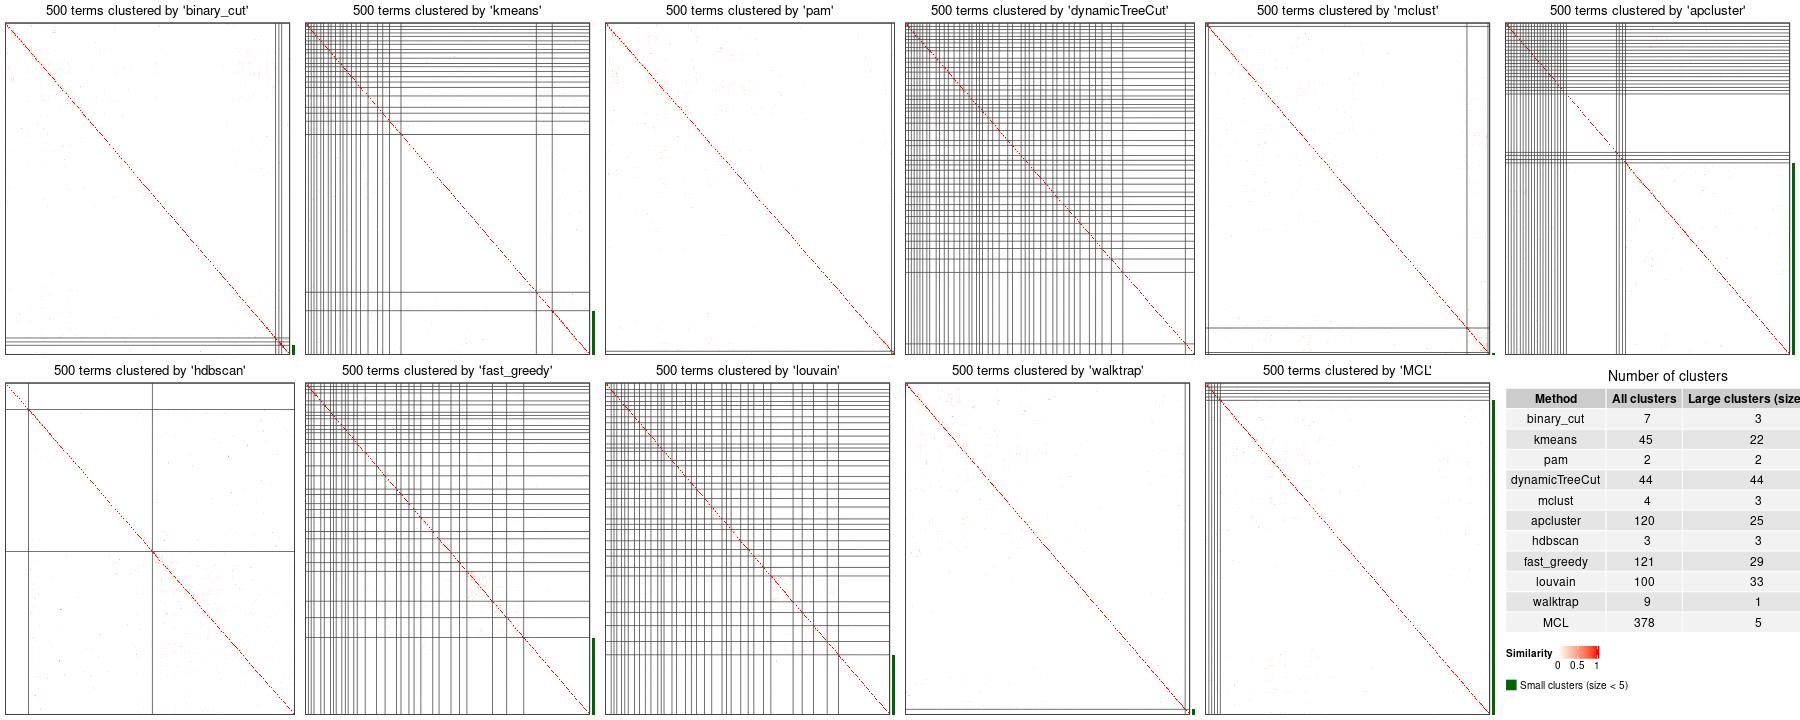 500 terms clustered by 'binary_cut'
500 terms clustered by 'kmeans'
500 terms clustered by 'pam'
500 terms clustered by 'dynamicTreeCut'
500 terms clustered by 'mclust'
500 terms clustered by 'apcluster'
500 terms clustered by 'hdbscan'
500 terms clustered by 'fast_greedy'
500 terms clustered by 'louvain'
500 terms clustered by 'walktrap'
500 terms clustered by 'MCL'
Number of clusters
Method All clusters Large clusters (size
binary_cut 7 3
kmeans 45 22
pam 2 2
dynamicTreeCut 44 44
mclust 4 3
apcluster 120 25
hdbscan 3 3
fast_greedy 121 29
louvain 100 33
walktrap 9 1
MCL 378 5
Similarity
0 0.5 1
Small clusters (size < 5)